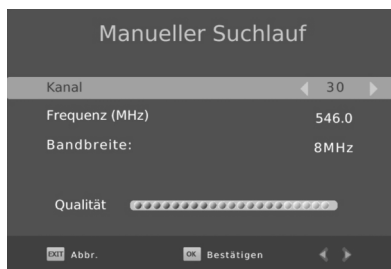 Manueller Suchlauf
Kanal 30
Frequenz (MHz) 546.0
Bandbreite: 8MHz
Qualität
EXIT Abbr. OK Bestätigen